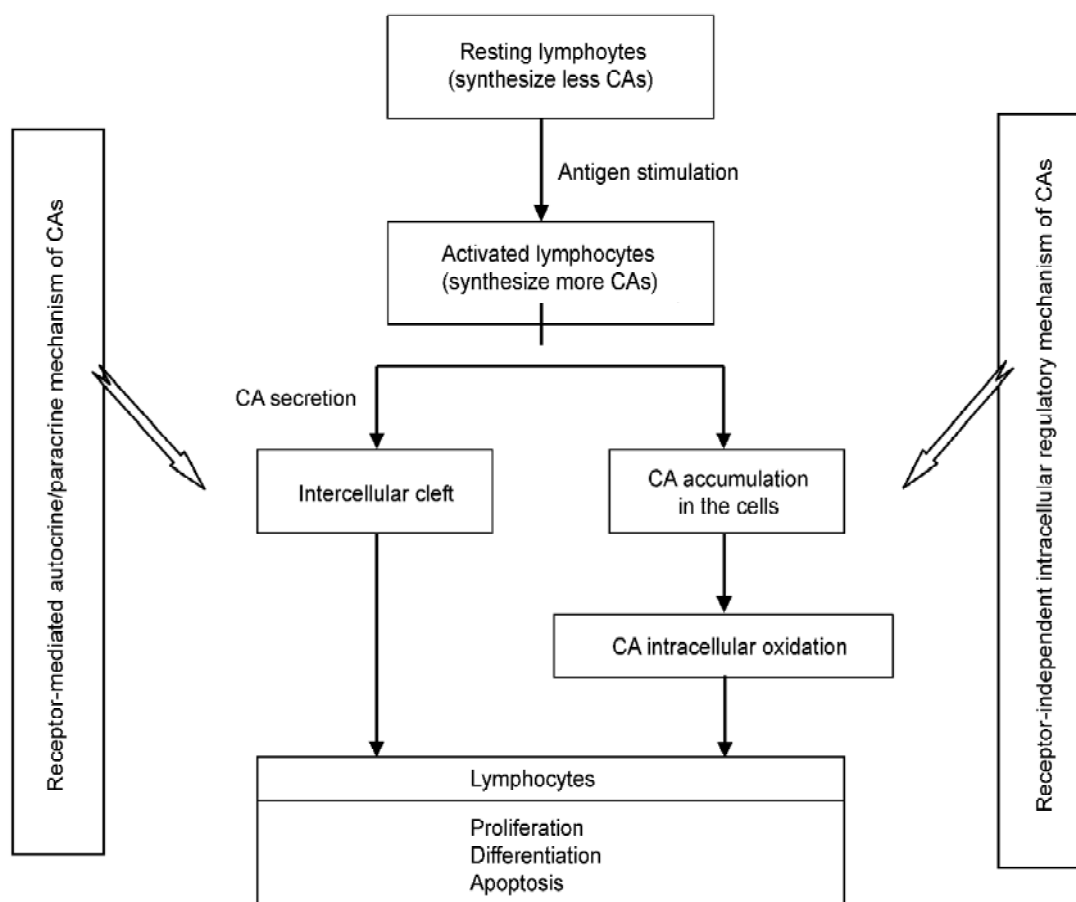 Resting lymphoytes
(synthesize less CAs)
Antigen stimulation
Activated lymphocytes
(synthesize more CAs)
Receptor-mediated autocrine/paracrine mechanism of CAs
Receptor-independent intracellular regulatory mechanism of CAs
CA secretion
Intercellular cleft
CA accumulation
in the cells
CA intracellular oxidation
Lymphocytes
Proliferation
Differentiation
Apoptosis